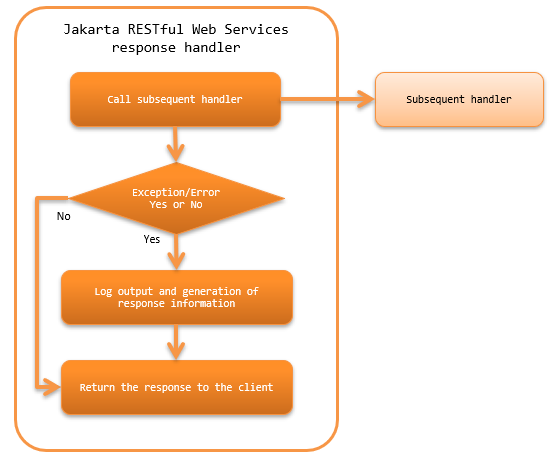 Jakarta RESTful Web Services
response handler
Call subsequent handler
Subsequent handler
Exception/Error
Yes or No
No
Yes
Log output and generation of
response information
Return the response to the client